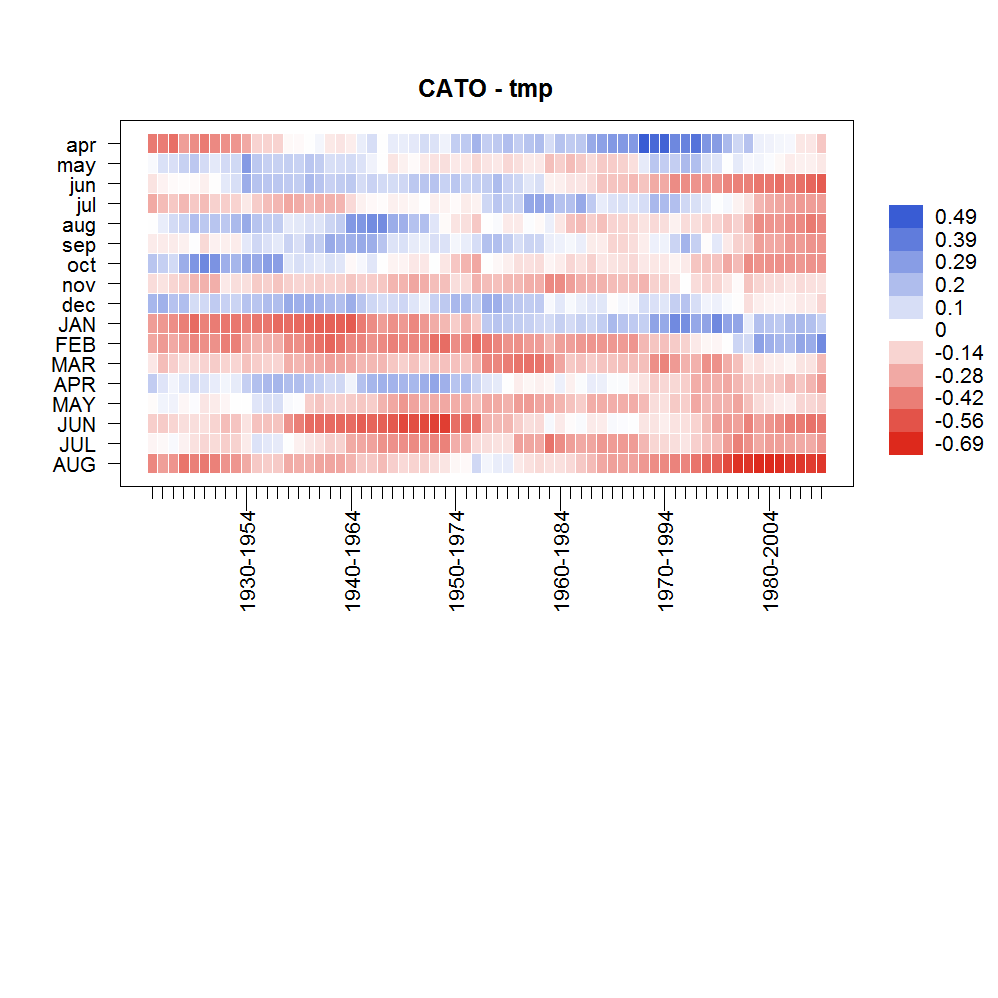 CATO - tmp
apr
may
jun
jul
aug
sep
oct
nov
dec
JAN
FEB
MAR
APR
MAY
JUN
JUL
AUG
1930-1954
1940-1964
1950-1974
1960-1984
1970-1994
1980-2004
0.49
0.39
0.29
0.2
0.1
0
-0.14
-0.28
-0.42
-0.56
-0.69